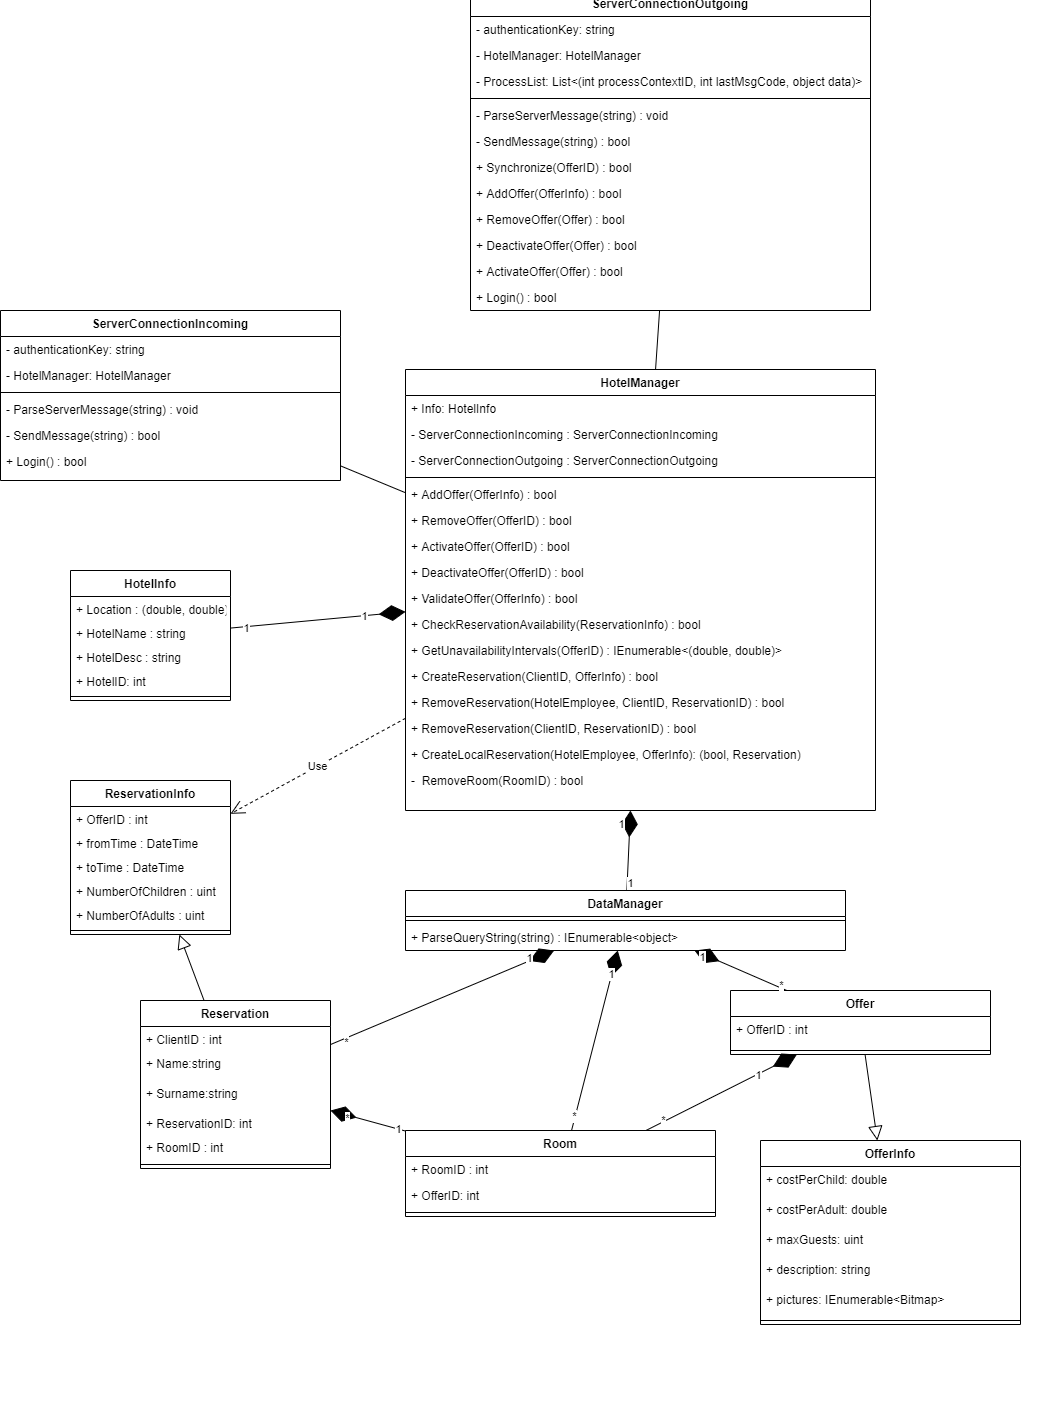 ServerConnectionOutgoing
- authenticationKey: string
- HotelManager: HotelManager
- ProcessList: List<(int processContextID, int lastMsgCode, object data)>
- ParseServerMessage(string) : void
- SendMessage(string) : bool
+ Synchronize(OfferID) : bool
+ AddOffer(OfferInfo) : bool
+ RemoveOffer(Offer) : bool
+ DeactivateOffer(Offer) : bool
+ ActivateOffer(Offer) : bool
+ Login() : bool
ServerConnectionIncoming
- authenticationKey: string
- HotelManager: HotelManager
- ParseServerMessage(string) : void
- SendMessage(string) : bool
+ Login() : bool
HotelManager
+ Info: HotelInfo
- ServerConnectionIncoming : ServerConnectionIncoming
- ServerConnectionOutgoing : ServerConnectionOutgoing
+ AddOffer(OfferInfo) : bool
+ RemoveOffer(OfferID) : bool
+ ActivateOffer(OfferID) : bool
+ DeactivateOffer(OfferID) : bool
+ ValidateOffer(OfferInfo) : bool
+ CheckReservationAvailability(ReservationInfo) : bool
+ GetUnavailabilityIntervals(OfferID) : IEnumerable<(double, double)>
+ CreateReservation(ClientID, OfferInfo) : bool
+ RemoveReservation(HotelEmployee, ClientID, ReservationID) : bool
+ RemoveReservation(ClientID, ReservationID) : bool
+ CreateLocalReservation(HotelEmployee, OfferInfo): (bool, Reservation)
- RemoveRoom(RoomID) : bool
HotelInfo
+ Location : (double, double)
+ HotelName : string
+ HotelDesc : string
+ HotelID: int
1
1
Use
ReservationInfo
+ OfferID : int
+ fromTime : DateTime
+ toTime : DateTime
+ NumberOfChildren : uint
+ NumberOfAdults : uint
1
1
DataManager
+ ParseQueryString(string) : IEnumerable<object>
1
1
1
*
*
*
Offer
+ OfferID : int
Reservation
+ ClientID : int
+ Name:string
+ Surname:string
+ ReservationID: int
+ RoomID : int
1
*
*
1
Room
+ RoomID : int
+ OfferID: int
OfferInfo
+ costPerChild: double
+ costPerAdult: double
+ maxGuests: uint
+ description: string
+ pictures: IEnumerable<Bitmap>